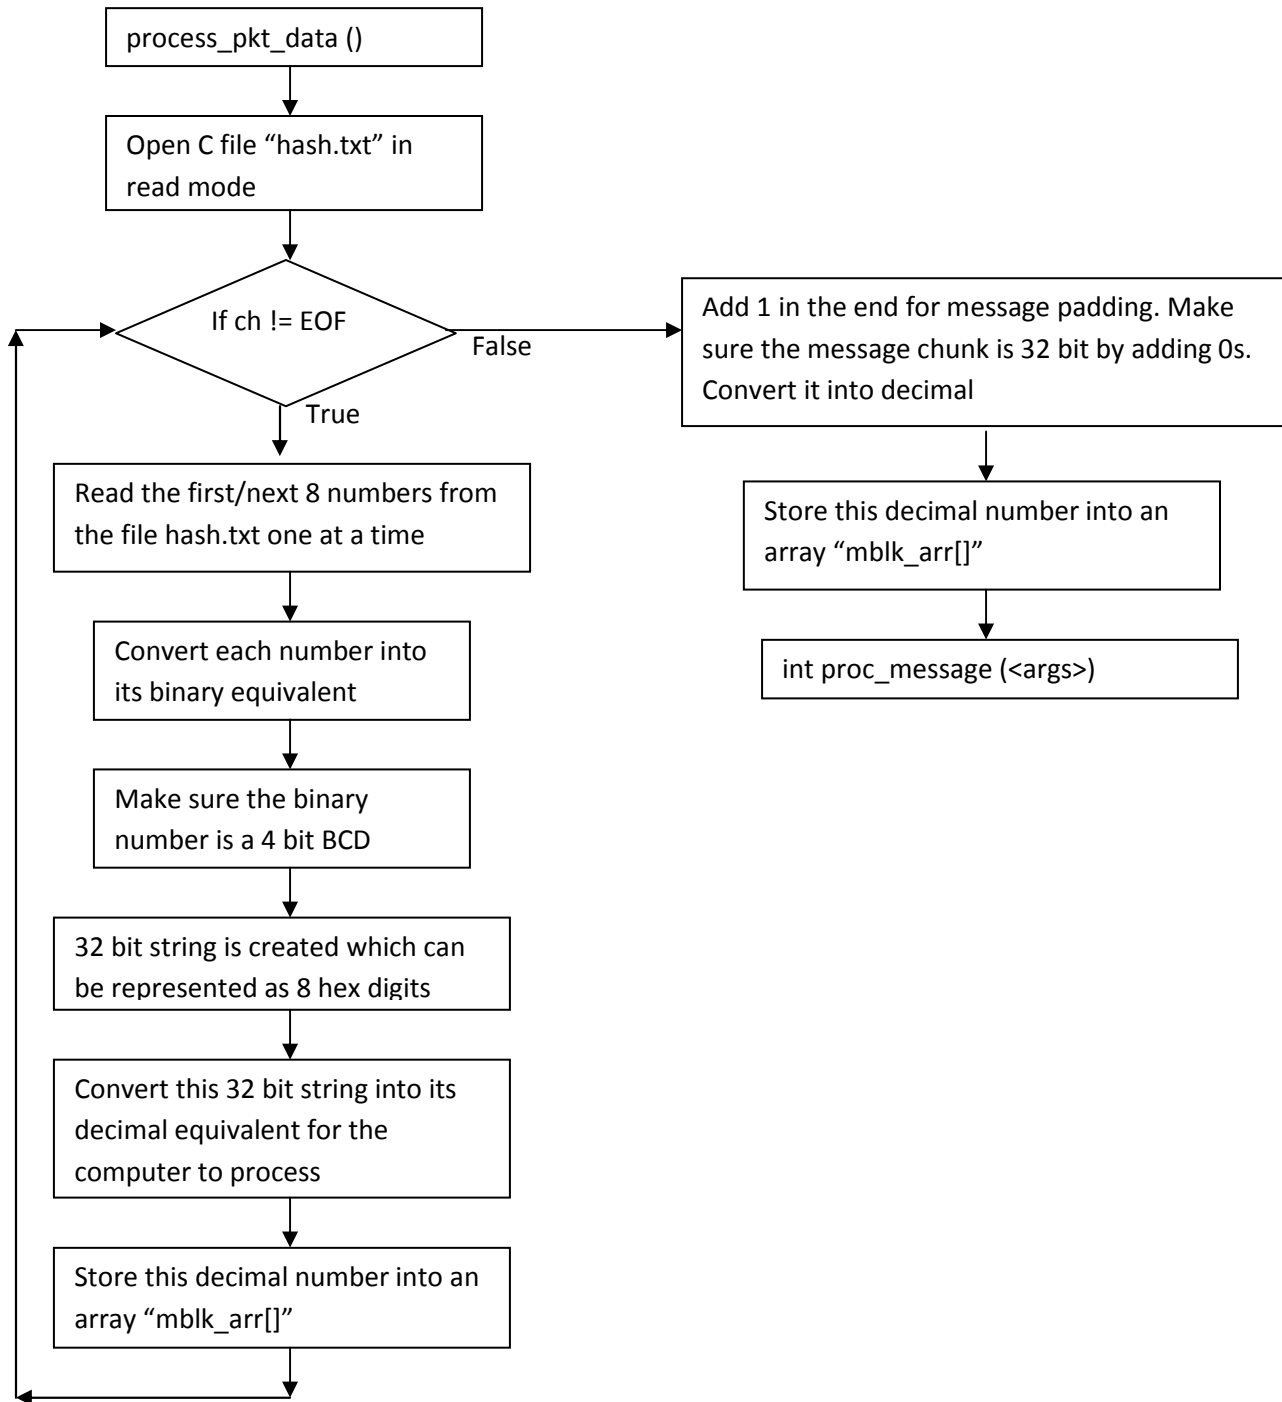 process_pkt_data ()
Open C file “hash.txt” in
read mode
If ch != EOF
False
True
Read the first/next 8 numbers from
the file hash.txt one at a time
Convert each number into
its binary equivalent
Make sure the binary
number is a 4 bit BCD
32 bit string is created which can
be represented as 8 hex digits
Convert this 32 bit string into its
decimal equivalent for the
computer to process
Store this decimal number into an
array “mblk_arr[]”
Add 1 in the end for message padding. Make
sure the message chunk is 32 bit by adding 0s.
Convert it into decimal
Store this decimal number into an
array “mblk_arr[]”
int proc_message (<args>)